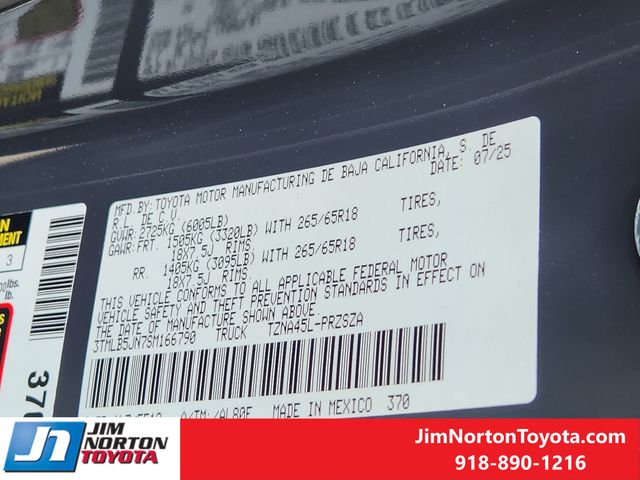 MFD.BY:TOYOTA MOTOR MANUFACTURING DE BAJA CALIFORNIA, S. DE
R.L. DE C.V. DATE: 07/25
GVWR: 2725KG (6005LB)
GAWR:FRT. 1505KG (3320LB) WITH 265/65R18 TIRES,
18X7.5J RIMS.
RR. 1405KG (3095LB) WITH 265/65R18 TIRES,
18X7.5J RIMS.
THIS VEHICLE CONFORMS TO ALL APPLICABLE FEDERAL MOTOR
VEHICLE SAFETY AND THEFT PREVENTION STANDARDS IN EFFECT ON
THE DATE OF MANUFACTURE SHOWN ABOVE.
3TMLB5JN7SM166790 TRUCK TZNA45L-PRZSZA
MADE IN MEXICO 370
3
lbs.
lb.
JIM
NORTON
TOYOTA
JimNortonToyota.com
918-890-1216